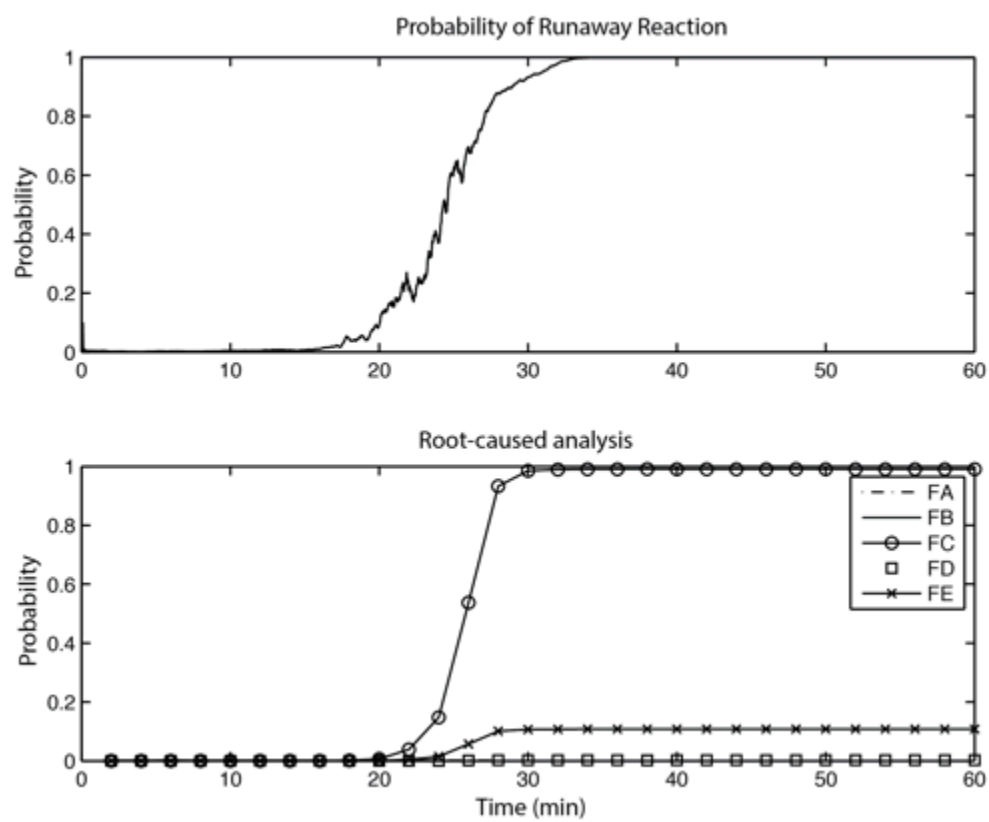 Probability of Runaway Reaction
Probability
1
0.8
0.6
0.4
0.2
0
0 10 20 30 40 50 60
Root-caused analysis
Probability
1
0.8
0.6
0.4
0.2
0
FA
FB
FC
FD
FE
0 10 20 30 40 50 60
Time (min)